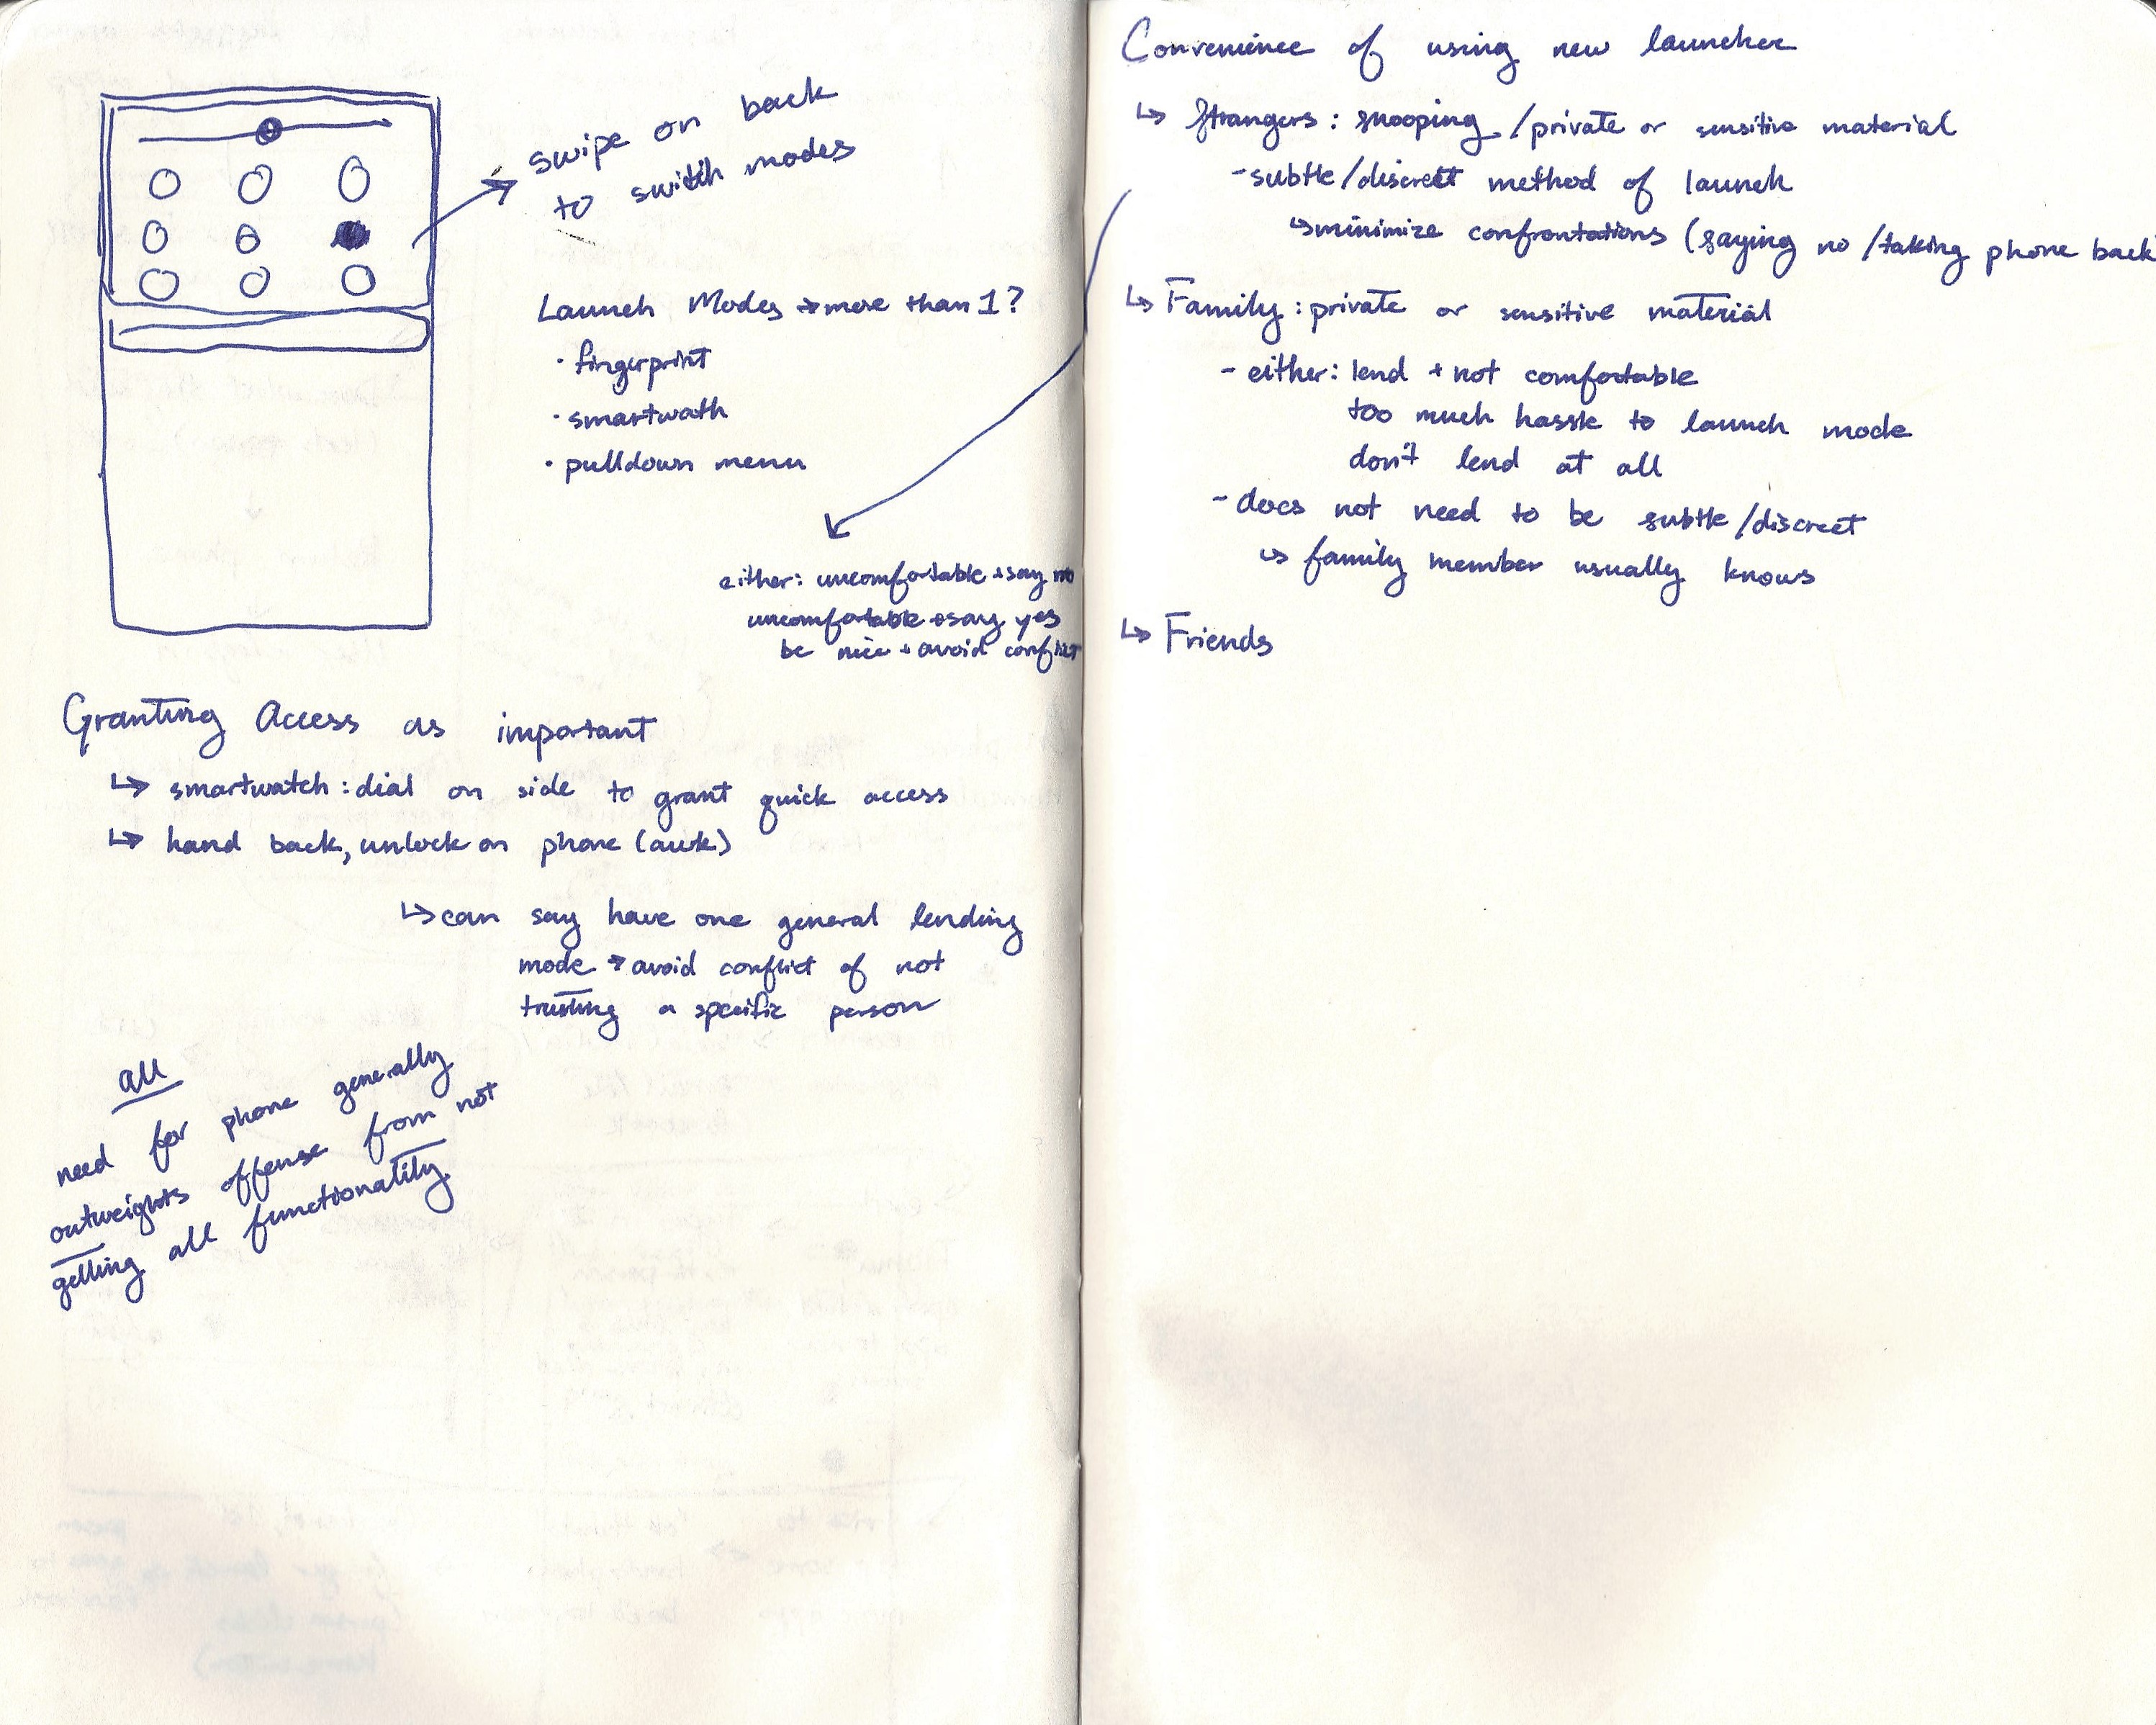 swipe on back
to switch modes
Launch Modes → more than 1?
· fingerprint
· smartwath
· pulldown menu
either: uncomfortable + say no
uncomfortable + say yes
be nice + avoid conflict
Granting Access as important
↳ smartwatch: dial on side to grant quick access
↳ hand back, unlock on phone (awk)
↳ can say have one general lending
mode → avoid conflict of not
trusting a specific person
all
need for phone generally
outweights offense from not
getting all functionality
Convenience of using new launcher
↳ Strangers: snooping/private or sensitive material
- subtle/discreet method of launch
↳ minimize confrontations (saying no/taking phone back
↳ Family: private or sensitive material
- either: lend + not comfortable
too much hassle to launch mode
don't lend at all
- does not need to be subtle/discreet
↳ family member usually knows
↳ Friends